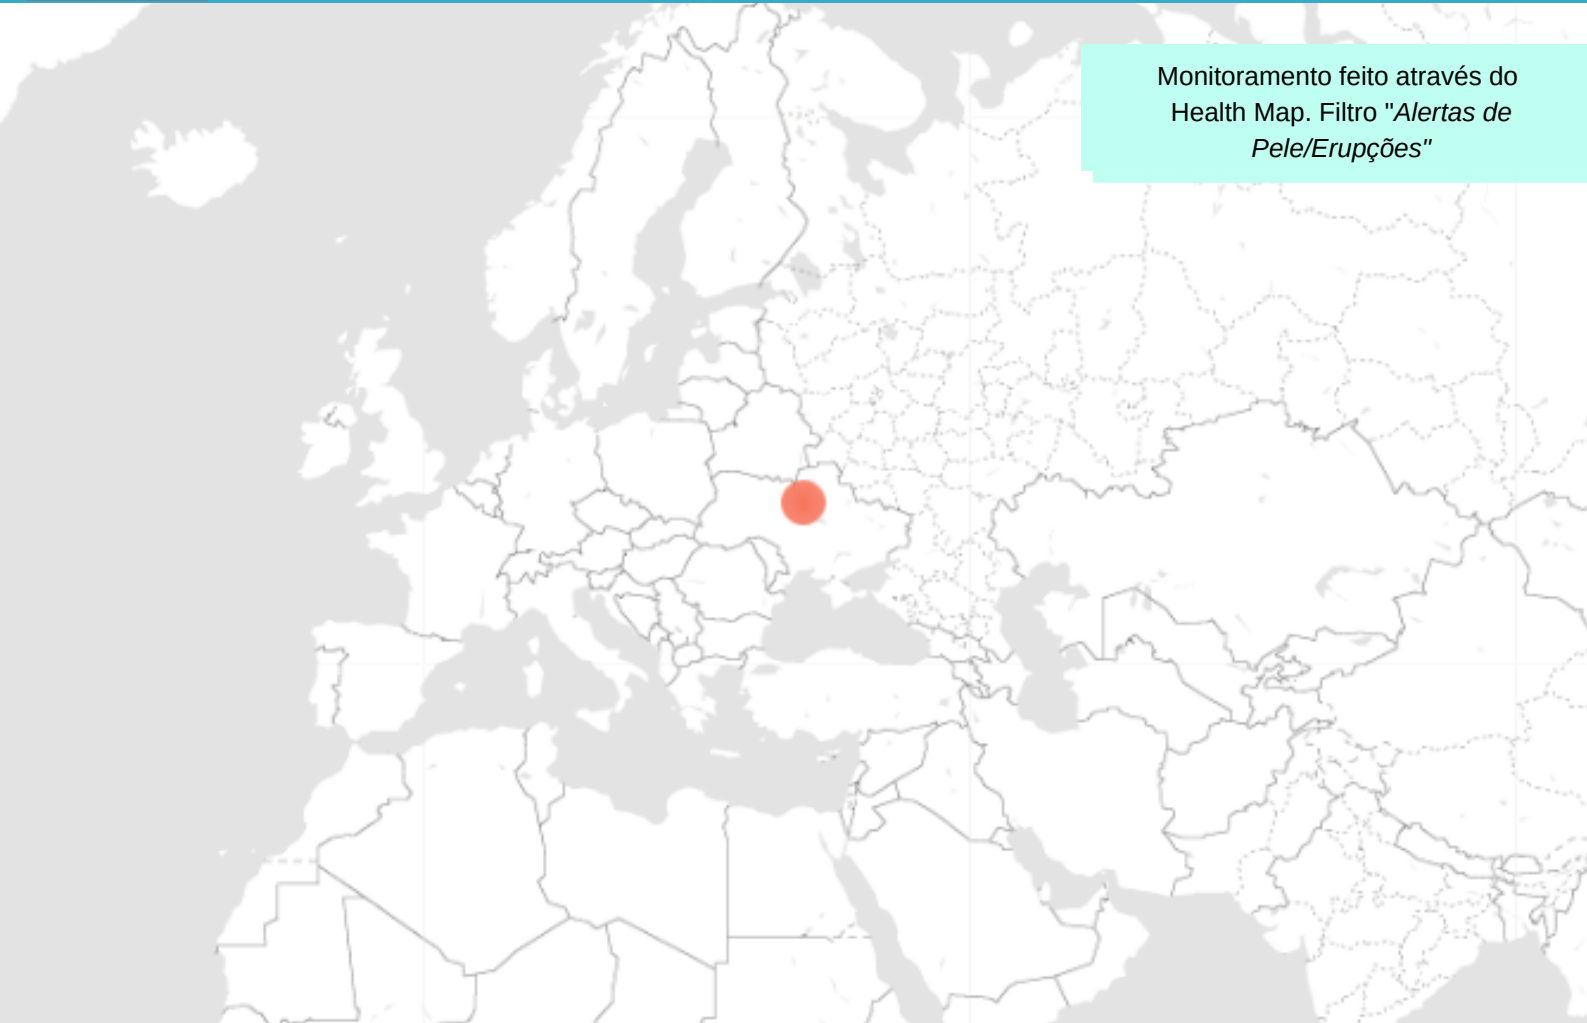 Monitoramento feito através do
Health Map. Filtro "Alertas de
Pele/Erupções"